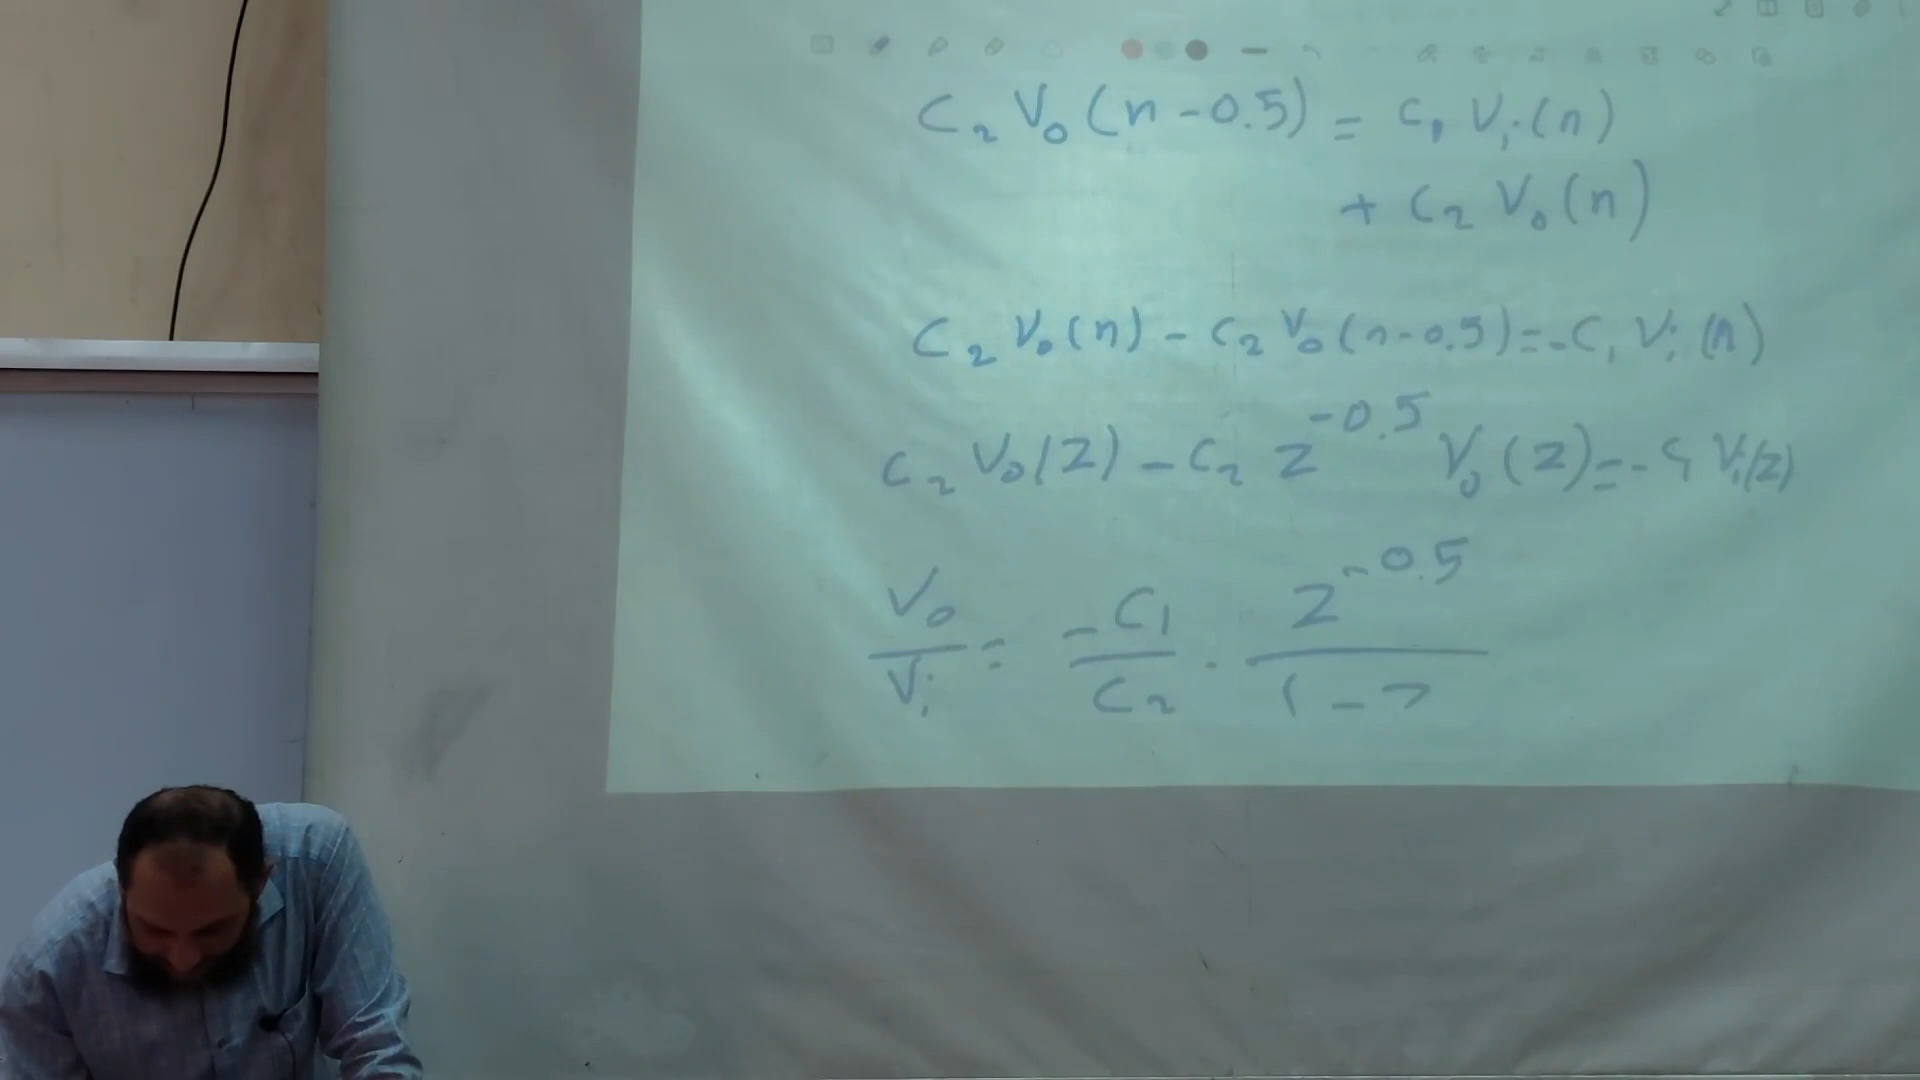 C₂ V₀ (n - 0.5) = C₁ Vᵢ (n)
+ C₂ V₀ (n)
C₂ V₀ (n) - C₂ V₀ (n - 0.5) = - C₁ Vᵢ (n)
C₂ V₀ (Z) - C₂ Z^-0.5 V₀ (Z) = - C₁ Vᵢ (Z)
V₀/Vᵢ = -C₁/C₂ · Z^-0.5/(1 -